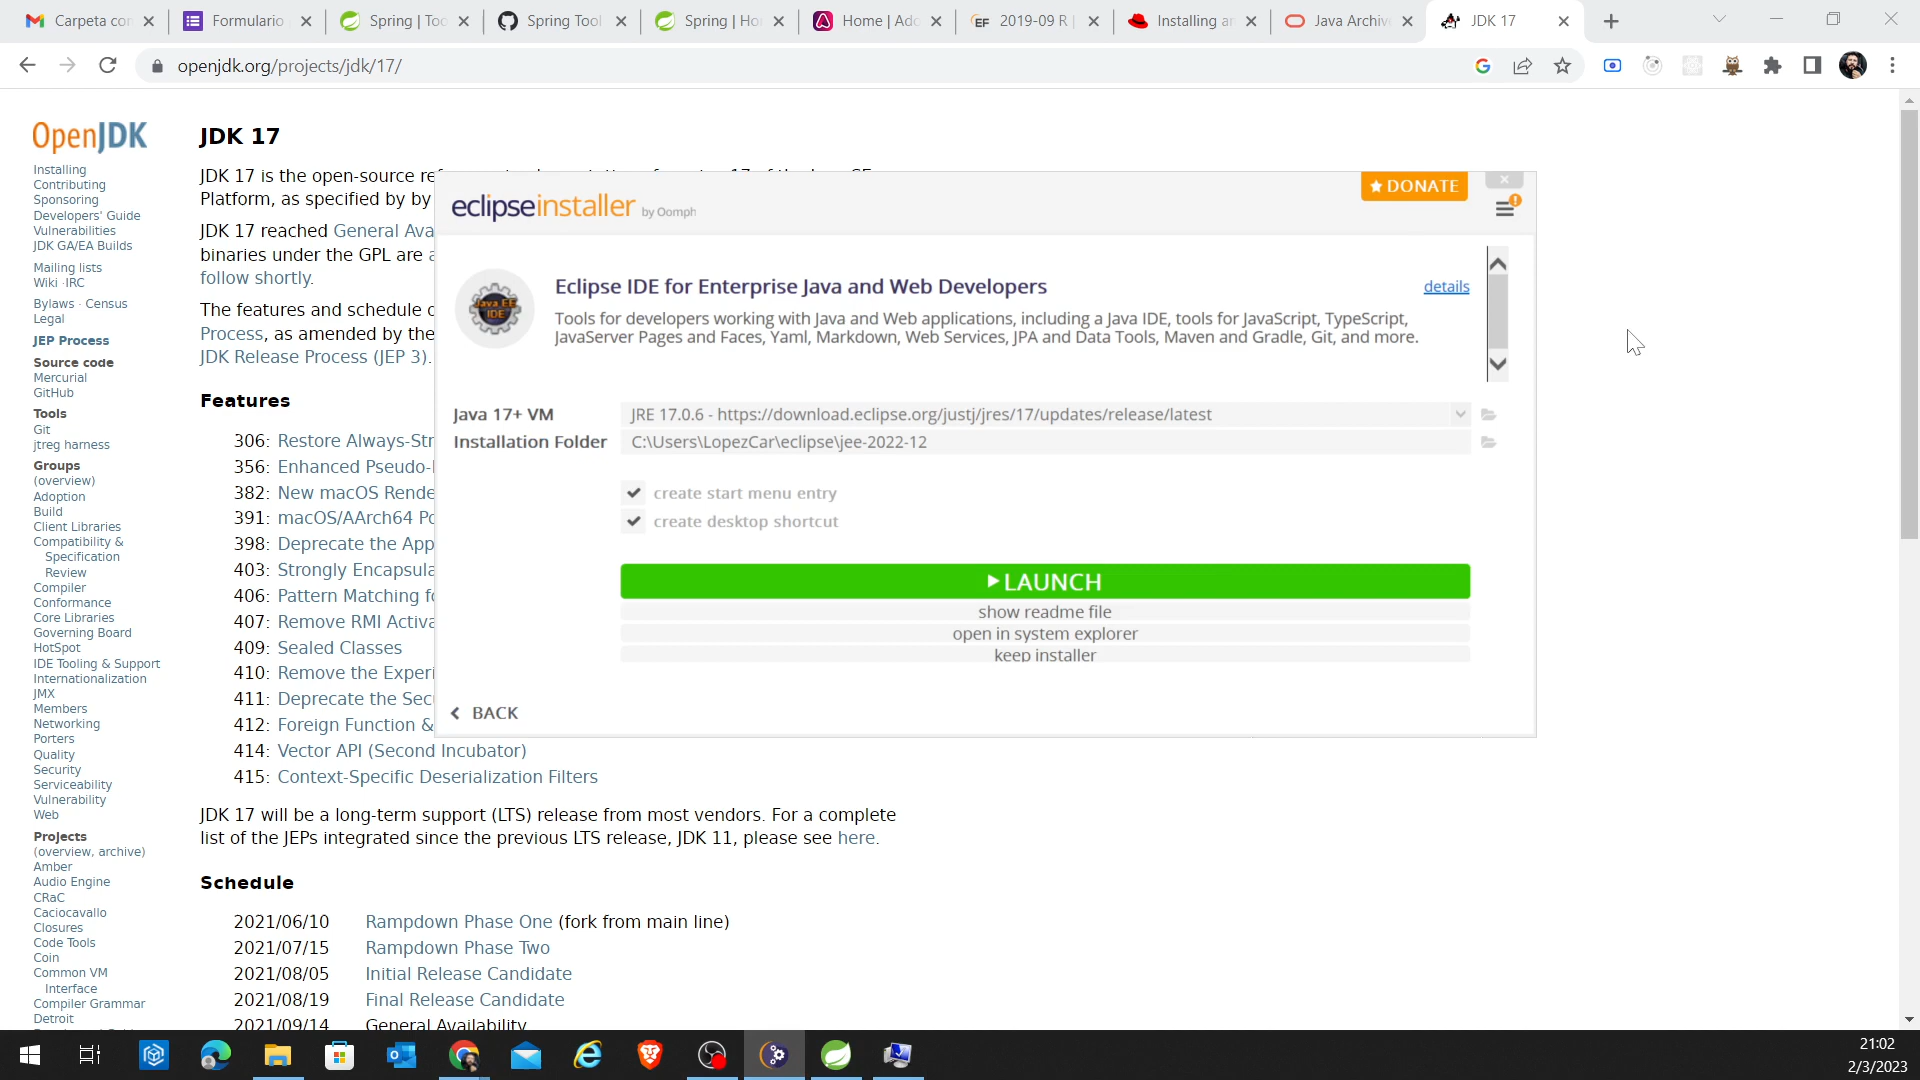 Carpeta con
Formulario
Spring | Too
Spring Tool
Spring | Ho
Home | Ado
EF
2019-09 R |
Installing an
Java Archiv
JDK 17
openjdk.org/projects/jdk/17/
OpenJDK
Installing
Contributing
Sponsoring
Developers' Guide
Vulnerabilities
JDK GA/EA Builds
Mailing lists
Wiki · IRC
Bylaws · Census
Legal
JEP Process
Source code
Mercurial
GitHub
Tools
Git
jtreg harness
Groups
(overview)
Adoption
Build
Client Libraries
Compatibility &
Specification
Review
Compiler
Conformance
Core Libraries
Governing Board
HotSpot
IDE Tooling & Support
Internationalization
JMX
Members
Networking
Porters
Quality
Security
Serviceability
Vulnerability
Web
Projects
(overview, archive)
Amber
Audio Engine
CRaC
Caciocavallo
Closures
Code Tools
Coin
Common VM
Interface
Compiler Grammar
Detroit
JDK 17
JDK 17 is the open-source
Platform, as specified by by
JDK 17 reached General Ava
binaries under the GPL are a
follow shortly.
The features and schedule o
Process, as amended by the
JDK Release Process (JEP 3).
Features
306: Restore Always-Str
356: Enhanced Pseudo-
382: New macOS Rende
391: macOS/AArch64 Po
398: Deprecate the App
403: Strongly Encapsula
406: Pattern Matching fo
407: Remove RMI Activa
409: Sealed Classes
410: Remove the Experi
411: Deprecate the Sec
412: Foreign Function &
414: Vector API (Second Incubator)
415: Context-Specific Deserialization Filters
JDK 17 will be a long-term support (LTS) release from most vendors. For a complete
list of the JEPs integrated since the previous LTS release, JDK 11, please see here.
Schedule
2021/06/10 Rampdown Phase One (fork from main line)
2021/07/15 Rampdown Phase Two
2021/08/05 Initial Release Candidate
2021/08/19 Final Release Candidate
2021/09/14 General Availability
eclipseinstaller by Oomph
DONATE
Java EE
IDE
Eclipse IDE for Enterprise Java and Web Developers
details
Tools for developers working with Java and Web applications, including a Java IDE, tools for JavaScript, TypeScript,
JavaServer Pages and Faces, Yaml, Markdown, Web Services, JPA and Data Tools, Maven and Gradle, Git, and more.
Java 17+ VM
JRE 17.0.6 - https://download.eclipse.org/justj/jres/17/updates/release/latest
Installation Folder
C:\Users\LopezCar\eclipse\jee-2022-12
create start menu entry
create desktop shortcut
LAUNCH
show readme file
open in system explorer
keep installer
BACK
21:02
2/3/2023